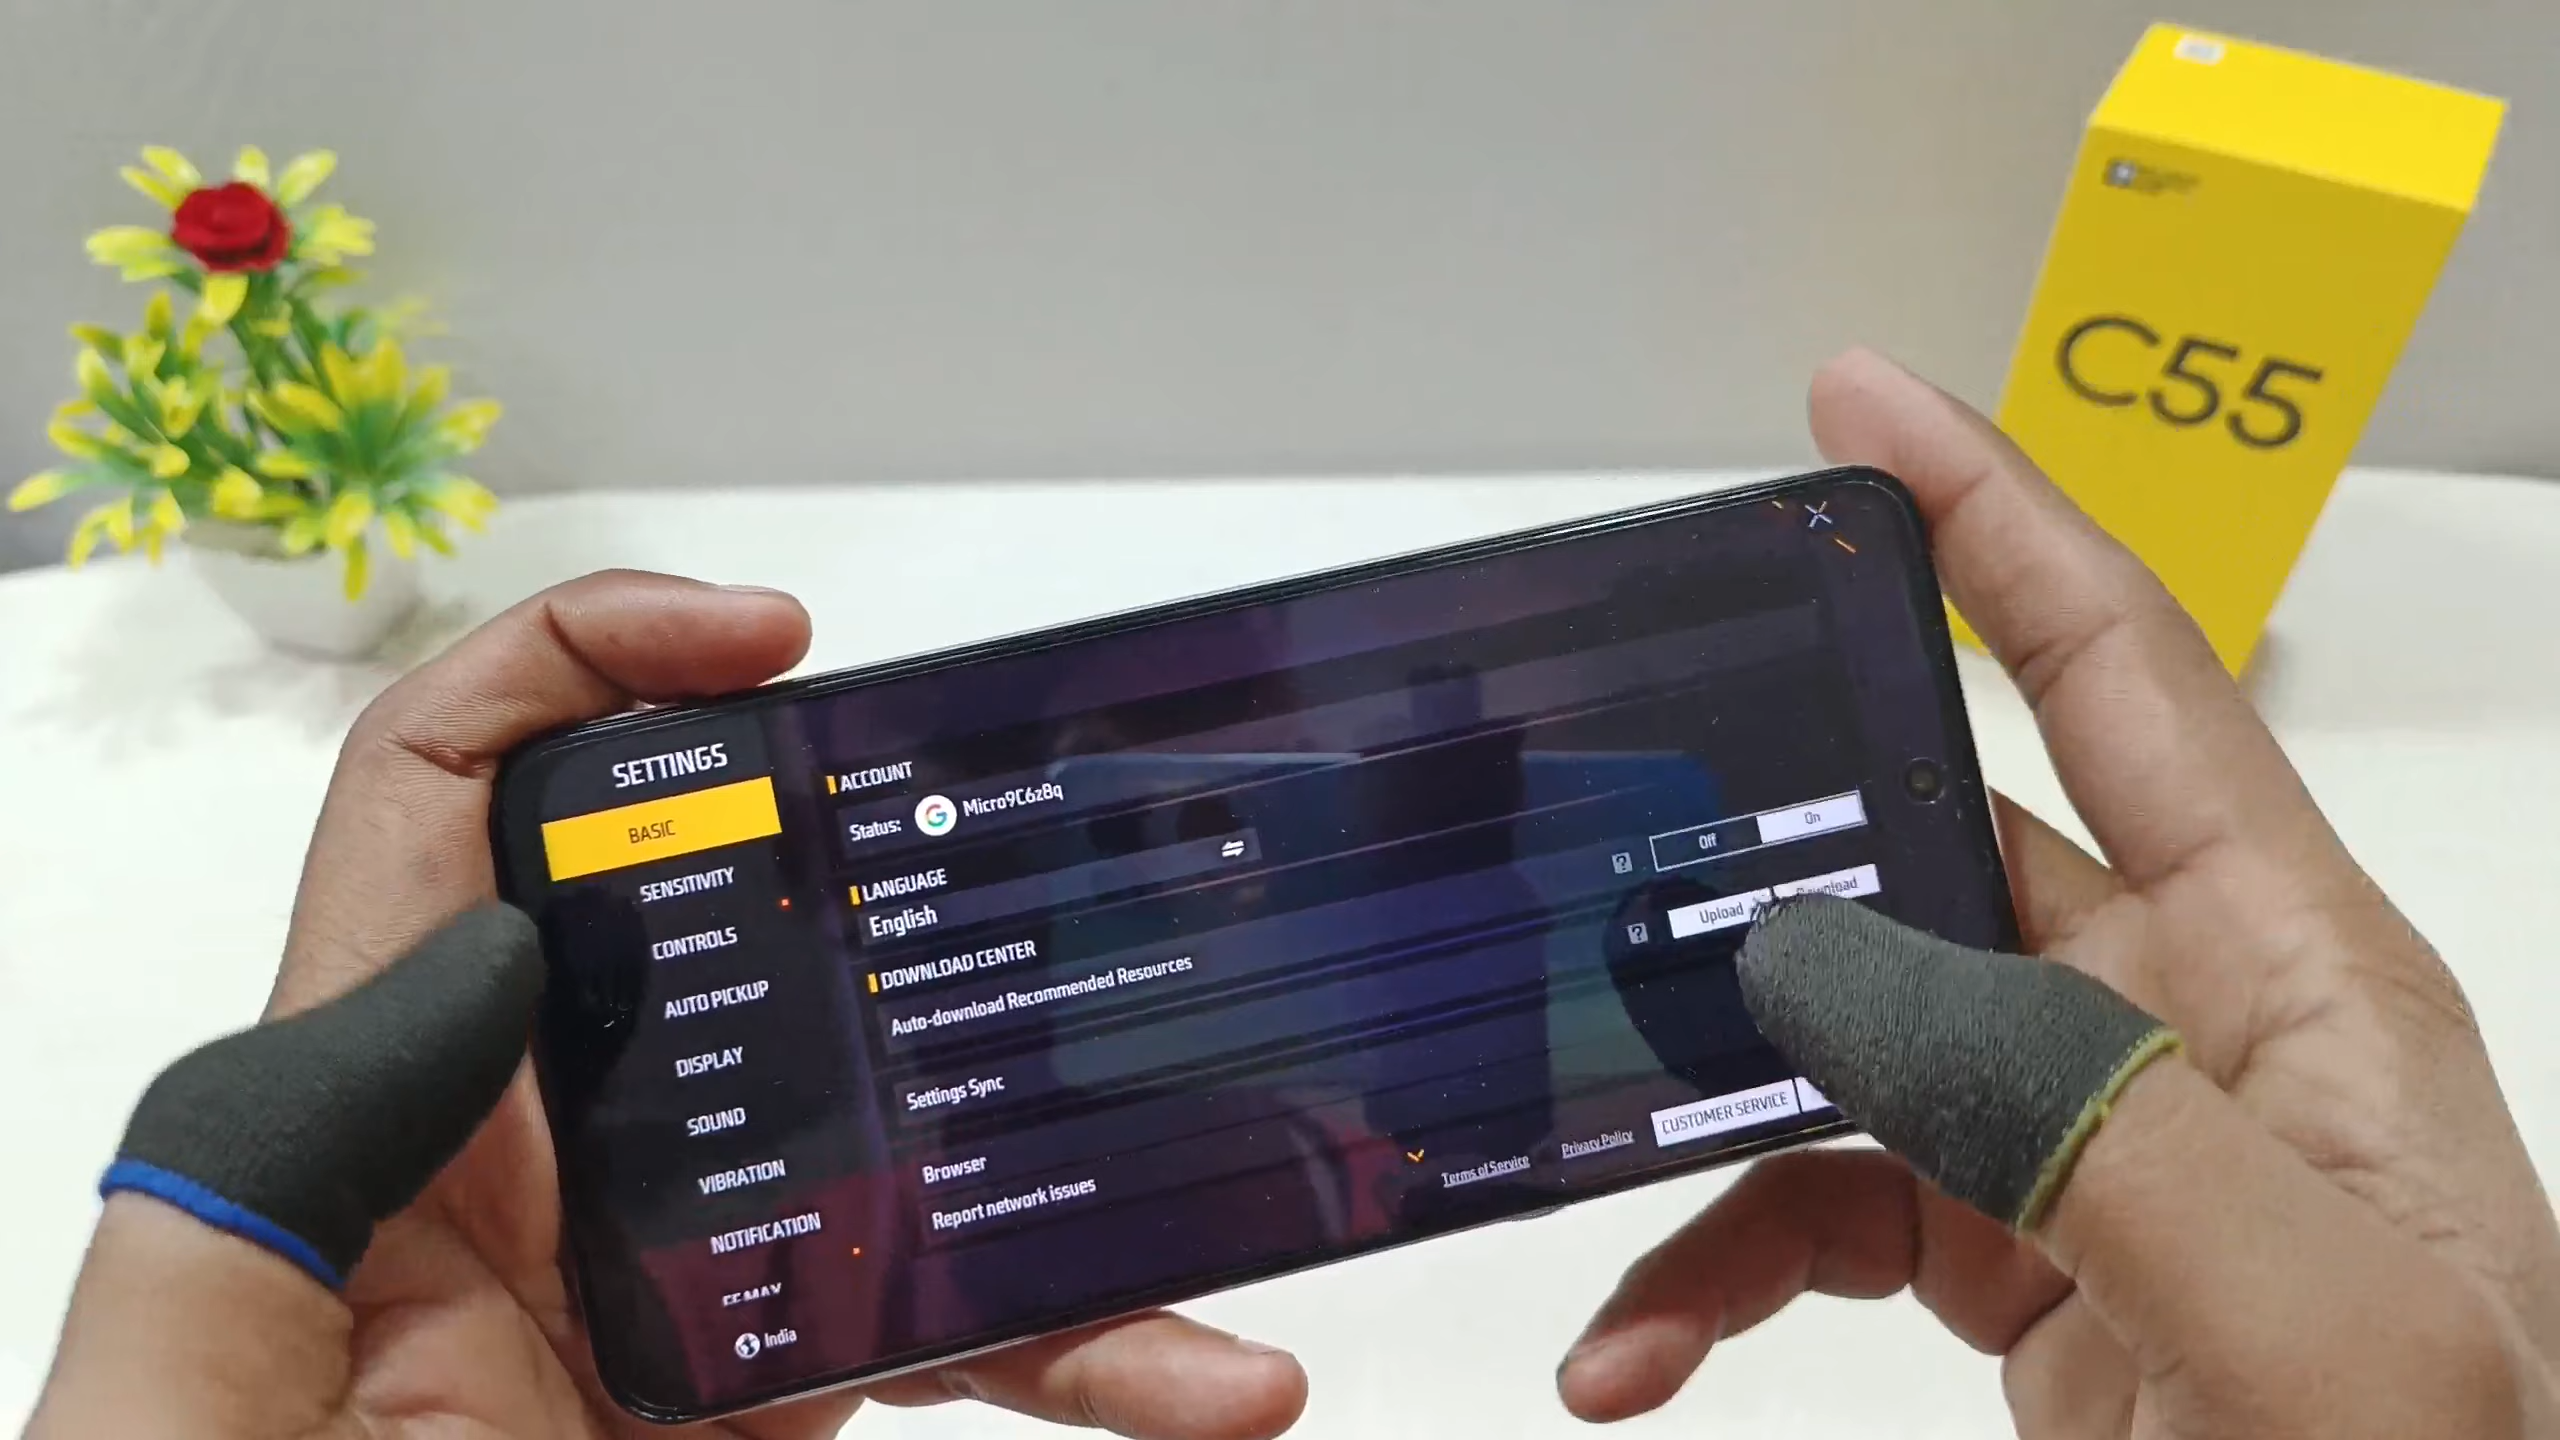 C55
SETTINGS
BASIC
SENSITIVITY
CONTROLS
AUTO PICKUP
DISPLAY
SOUND
VIBRATION
NOTIFICATION
India
ACCOUNT
Status: Micro9C6z8q
LANGUAGE
English
DOWNLOAD CENTER
Auto-download Recommended Resources
Off On
Settings Sync
Upload Download
Browser
Report network issues
Terms of Service
Privacy Policy
CUSTOMER SERVICE